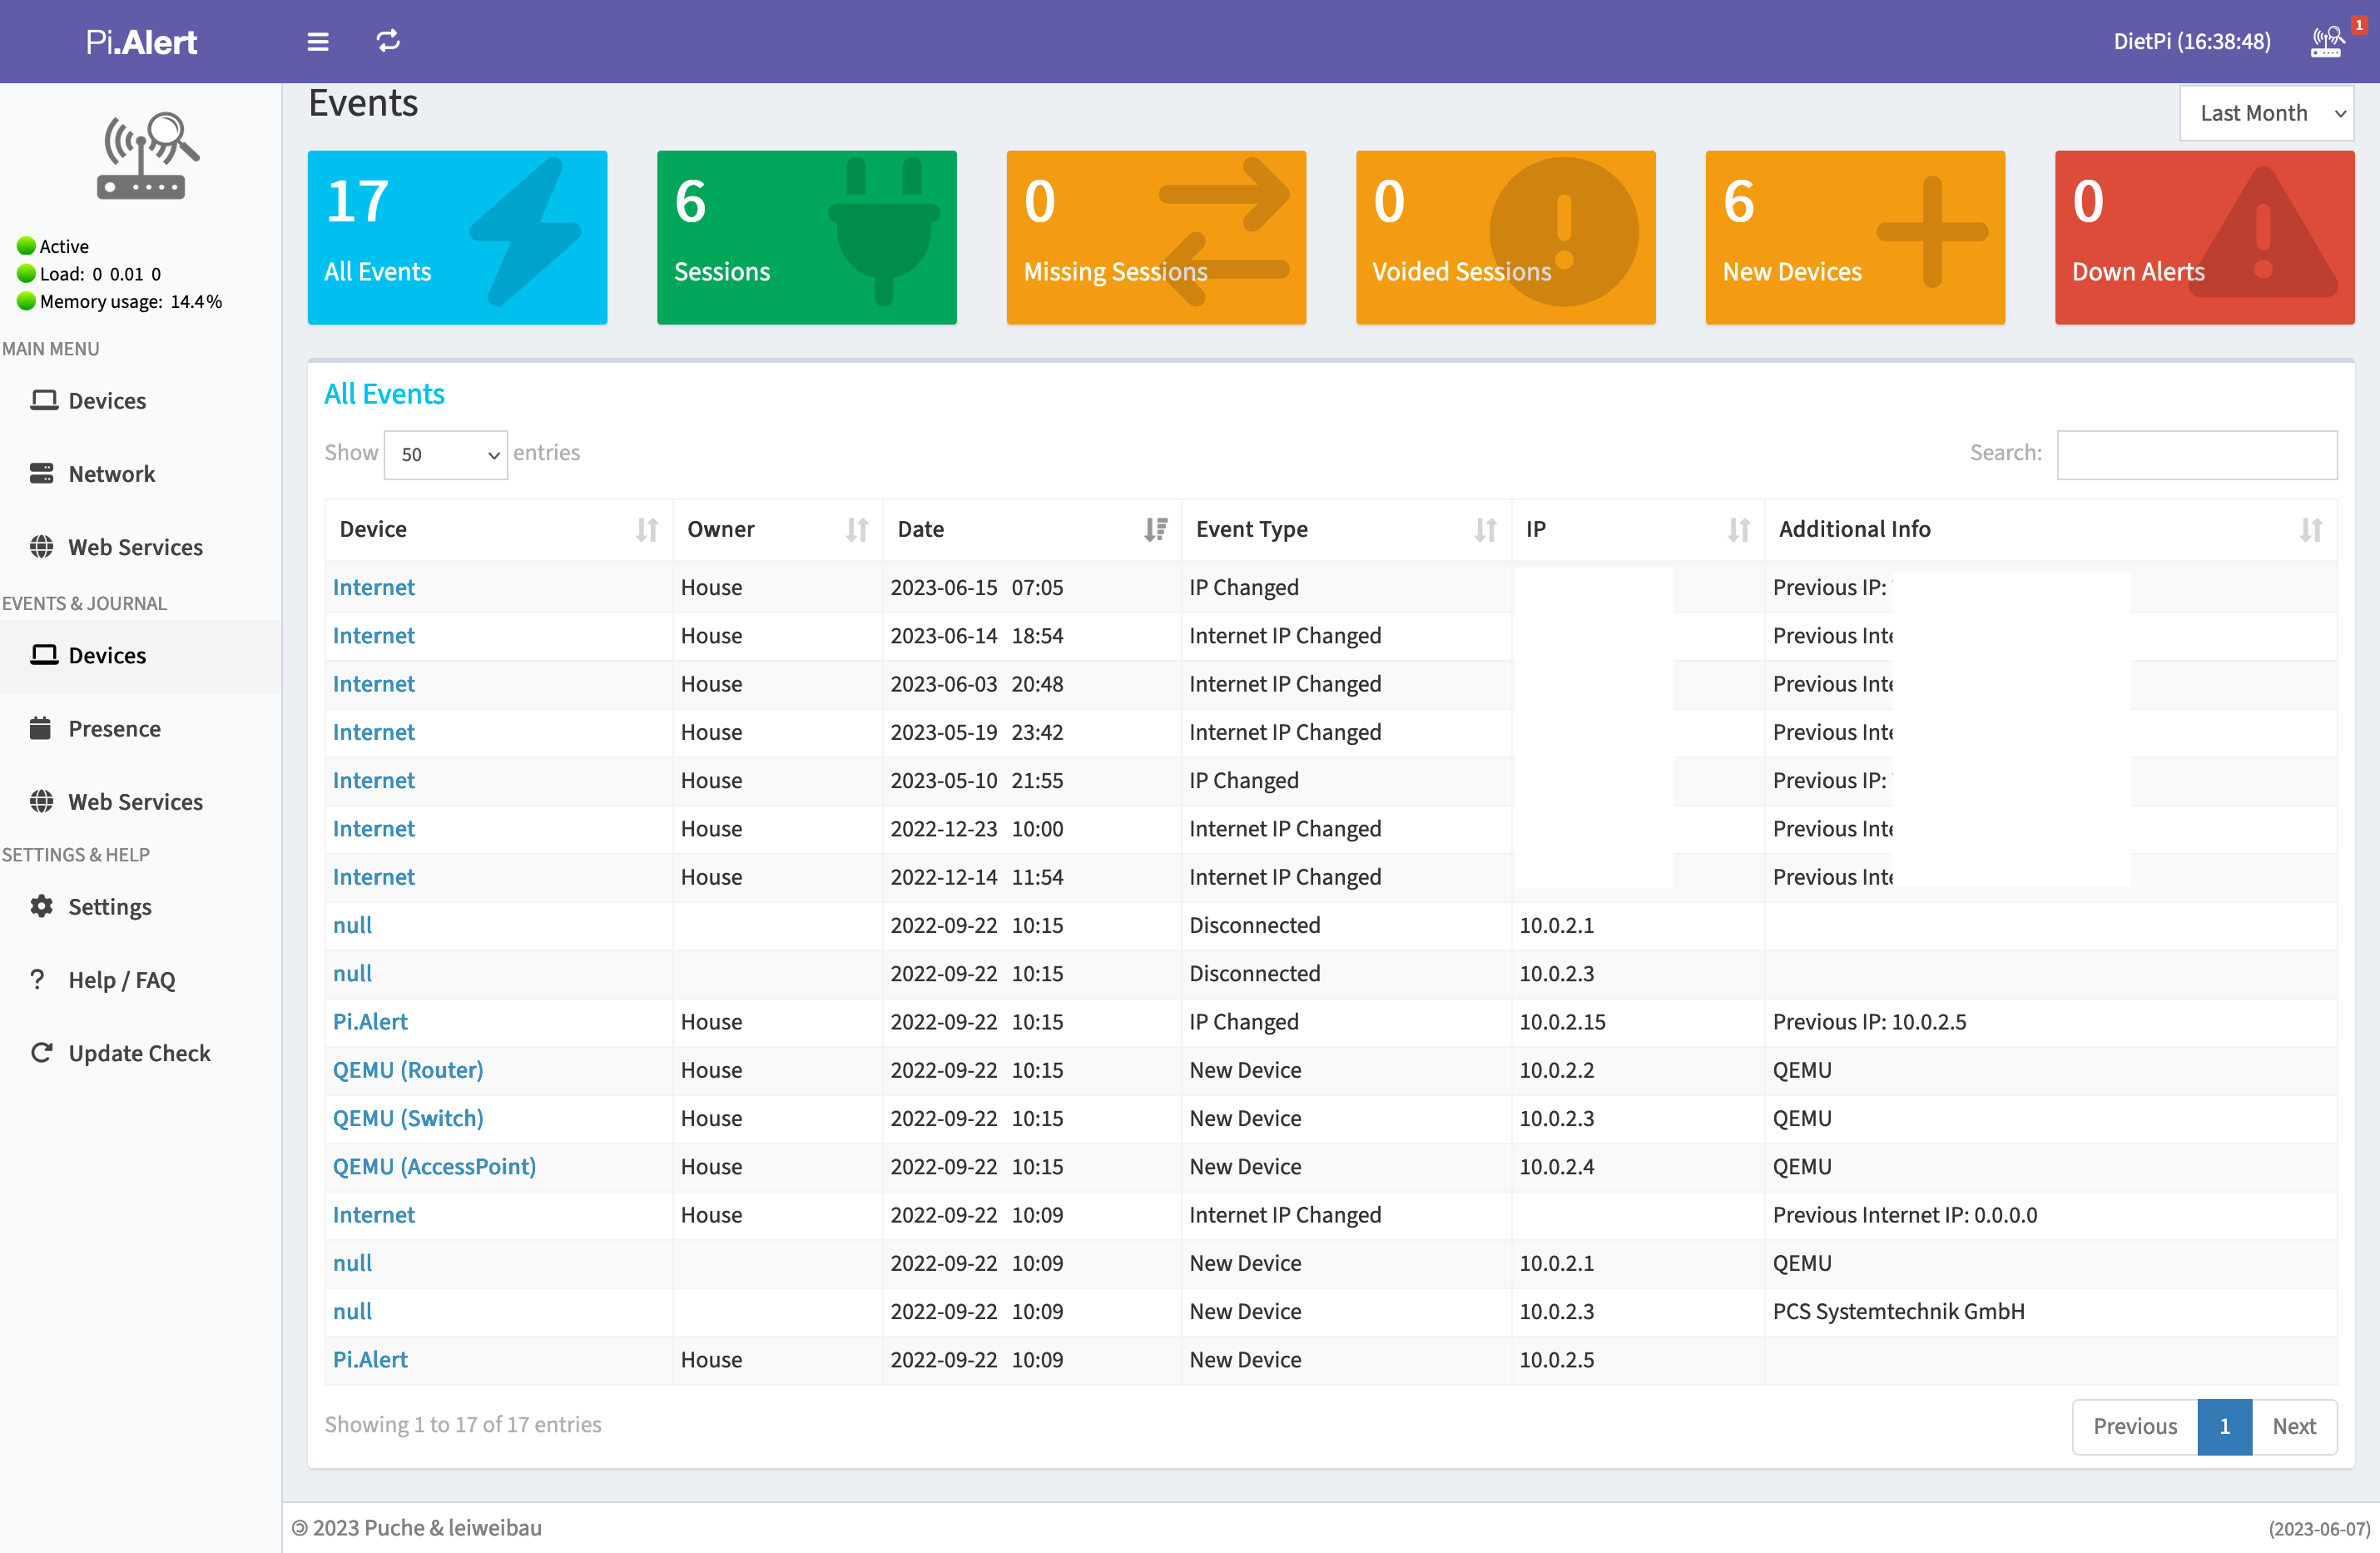 Pi.Alert
DietPi (16:38:48)
1
Active
Load: 0 0.01 0
Memory usage: 14.4%
MAIN MENU
Devices
Network
Web Services
EVENTS & JOURNAL
Devices
Presence
Web Services
SETTINGS & HELP
Settings
Help / FAQ
Update Check
Events
Last Month
17
All Events
6
Sessions
0
Missing Sessions
0
Voided Sessions
6
New Devices
0
Down Alerts
All Events
Show 50 entries
Search:
Device Owner Date Event Type IP Additional Info
Internet House 2023-06-15 07:05 IP Changed Previous IP:
Internet House 2023-06-14 18:54 Internet IP Changed Previous
Internet House 2023-06-03 20:48 Internet IP Changed Previous
Internet House 2023-05-19 23:42 Internet IP Changed Previous
Internet House 2023-05-10 21:55 IP Changed Previous IP:
Internet House 2022-12-23 10:00 Internet IP Changed Previous
Internet House 2022-12-14 11:54 Internet IP Changed Previous
null 2022-09-22 10:15 Disconnected 10.0.2.1
null 2022-09-22 10:15 Disconnected 10.0.2.3
Pi.Alert House 2022-09-22 10:15 IP Changed 10.0.2.15 Previous IP: 10.0.2.5
QEMU (Router) House 2022-09-22 10:15 New Device 10.0.2.2 QEMU
QEMU (Switch) House 2022-09-22 10:15 New Device 10.0.2.3 QEMU
QEMU (AccessPoint) House 2022-09-22 10:15 New Device 10.0.2.4 QEMU
Internet House 2022-09-22 10:09 Internet IP Changed Previous Internet IP: 0.0.0.0
null 2022-09-22 10:09 New Device 10.0.2.1 QEMU
null 2022-09-22 10:09 New Device 10.0.2.3 PCS Systemtechnik GmbH
Pi.Alert House 2022-09-22 10:09 New Device 10.0.2.5
Showing 1 to 17 of 17 entries
Previous 1 Next
🄯 2023 Puche & leiweibau
(2023-06-07)